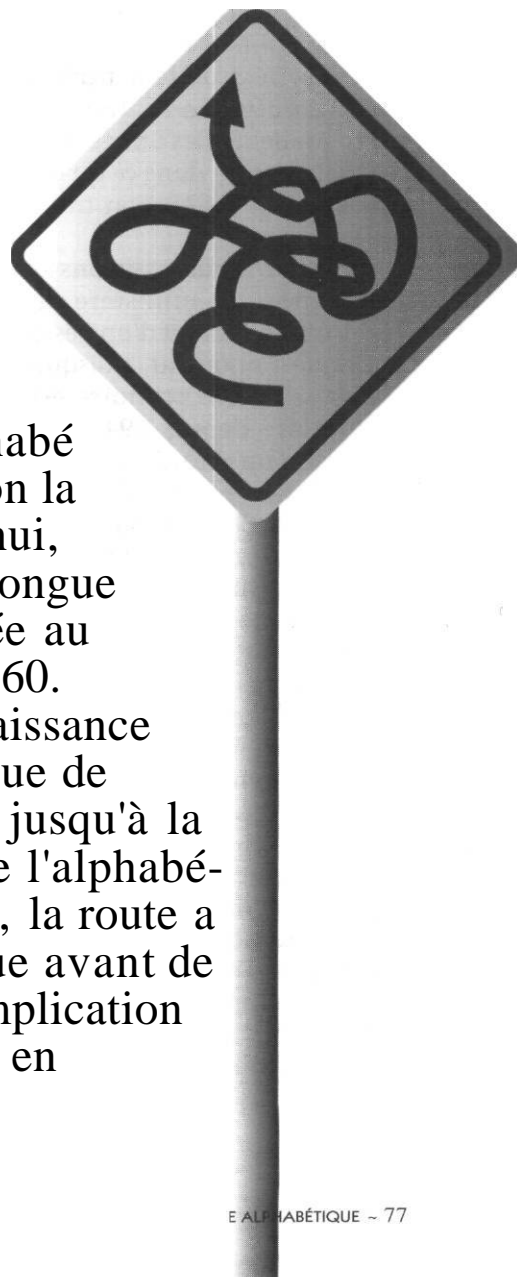 habé
on la
hui,
longue
ée au
60.
aissance
ue de
jusqu'à la
e l'alphabé-
, la route a
ue avant de
mplication
en
E ALPHABÉTIQUE ~ 77